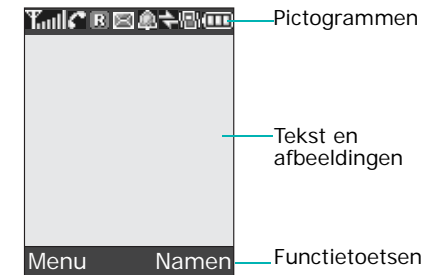 R
Pictogrammen
Tekst en
afbeeldingen
Menu Namen
Functietoetsen